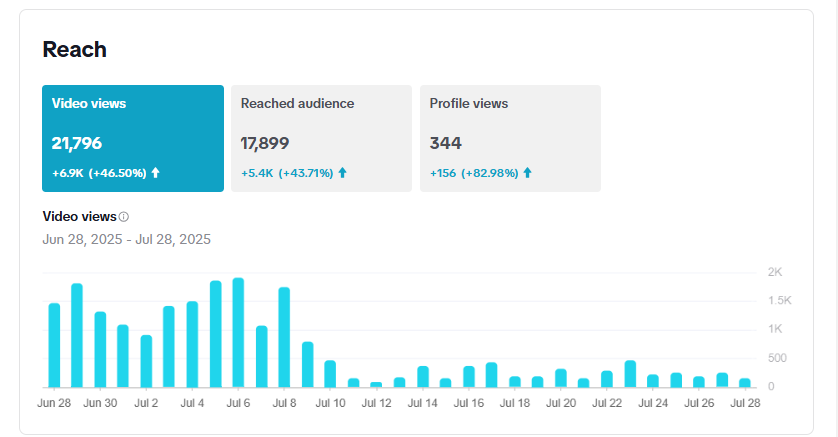 Reach
Video views
21,796
+6.9K (+46.50%)
Reached audience
17,899
+5.4K (+43.71%)
Profile views
344
+156 (+82.98%)
Video views
Jun 28, 2025 - Jul 28, 2025
2K
1.5K
1K
500
0
Jun 28 Jun 30 Jul 2 Jul 4 Jul 6 Jul 8 Jul 10 Jul 12 Jul 14 Jul 16 Jul 18 Jul 20 Jul 22 Jul 24 Jul 26 Jul 28